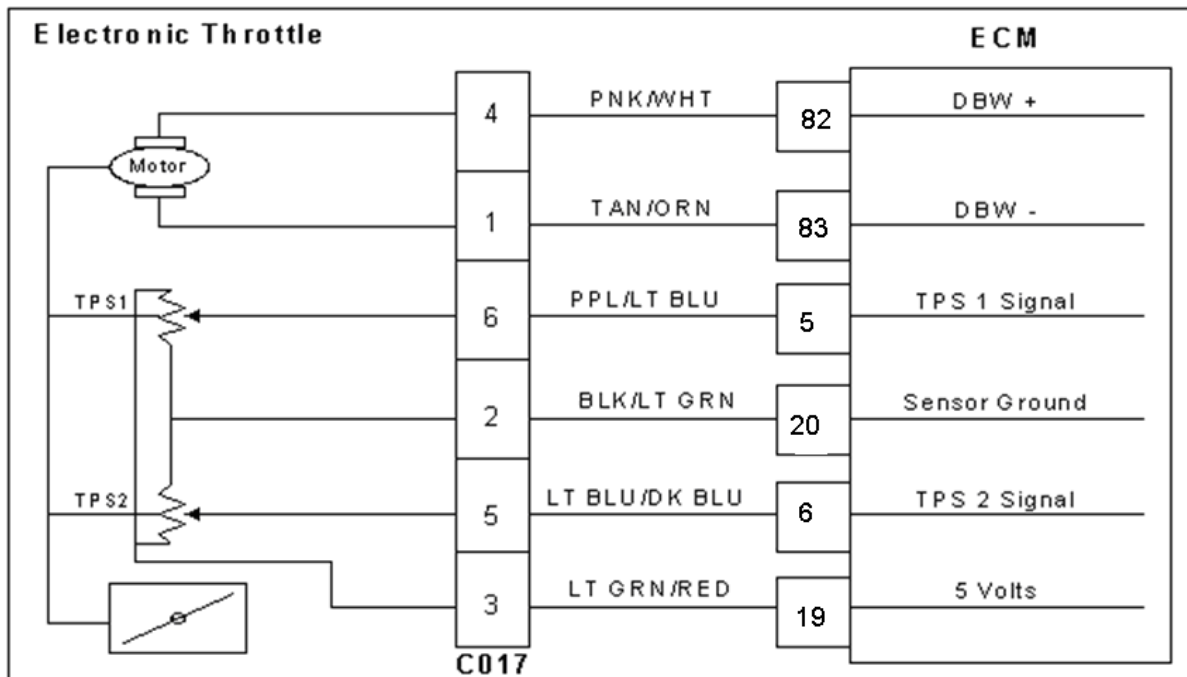 Electronic Throttle
ECM
4
PNK/WHT
82
DBW +
Motor
1
TAN/ORN
83
DBW -
TPS1
6
PPL/LT BLU
5
TPS 1 Signal
2
BLK/LT GRN
20
Sensor Ground
TPS2
5
LT BLU/DK BLU
6
TPS 2 Signal
3
LT GRN/RED
19
5 Volts
C017